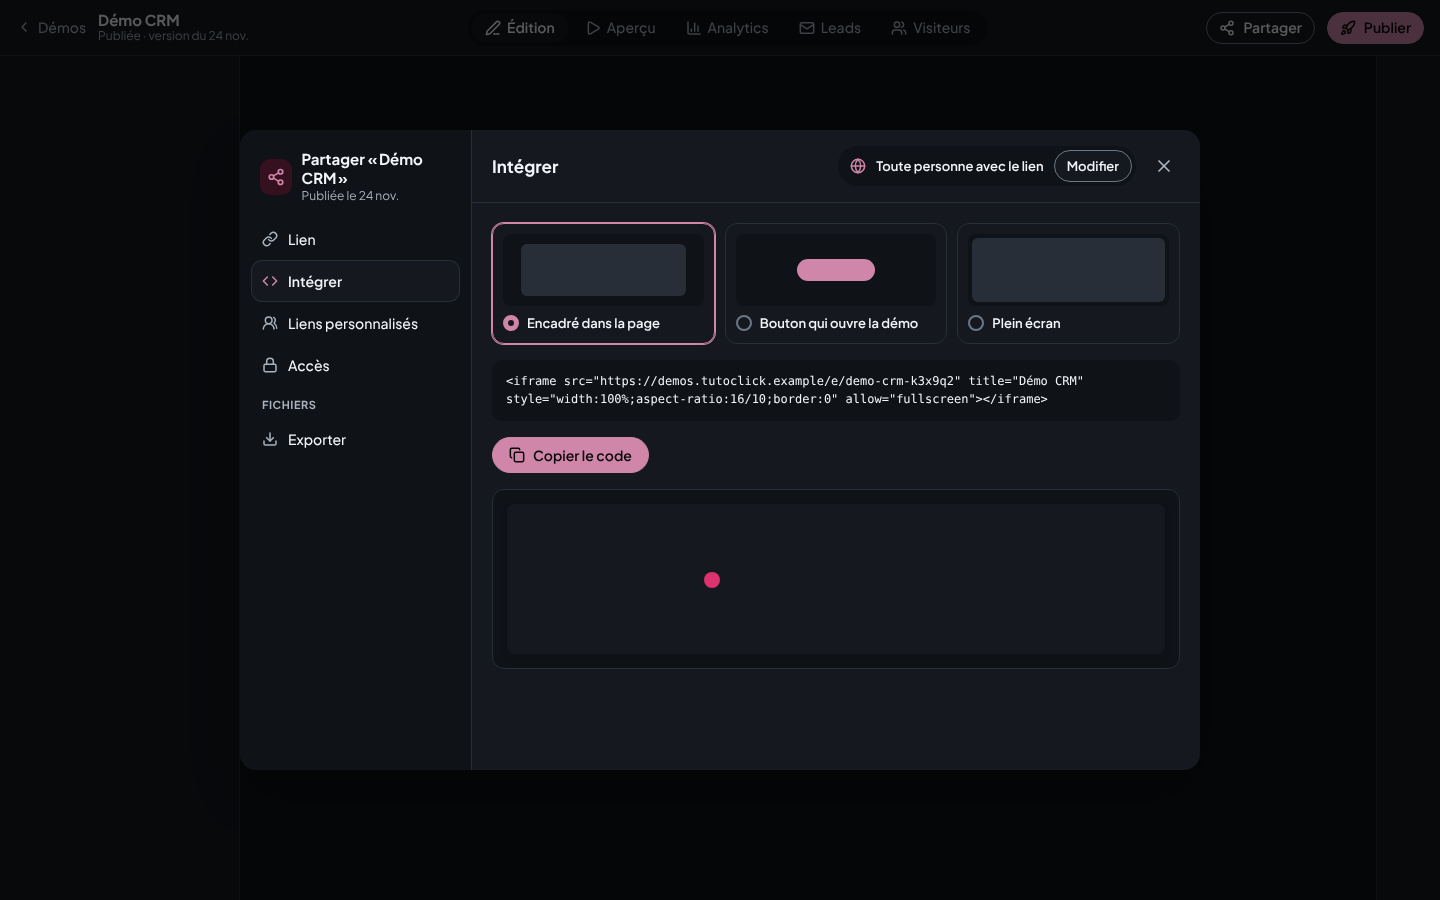 Démos
Démo CRM
Publiée · version du 24 nov.
Édition
Aperçu
Analytics
Leads
Visiteurs
Partager
Publier
Partager « Démo
CRM »
Publiée le 24 nov.
Lien
Intégrer
Liens personnalisés
Accès
FICHIERS
Exporter
Intégrer
Toute personne avec le lien
Modifier
Encadré dans la page
Bouton qui ouvre la démo
Plein écran
<iframe src="https://demos.tutoclick.example/e/demo-crm-k3x9q2" title="Démo CRM"
style="width:100%;aspect-ratio:16/10;border:0" allow="fullscreen"></iframe>
Copier le code